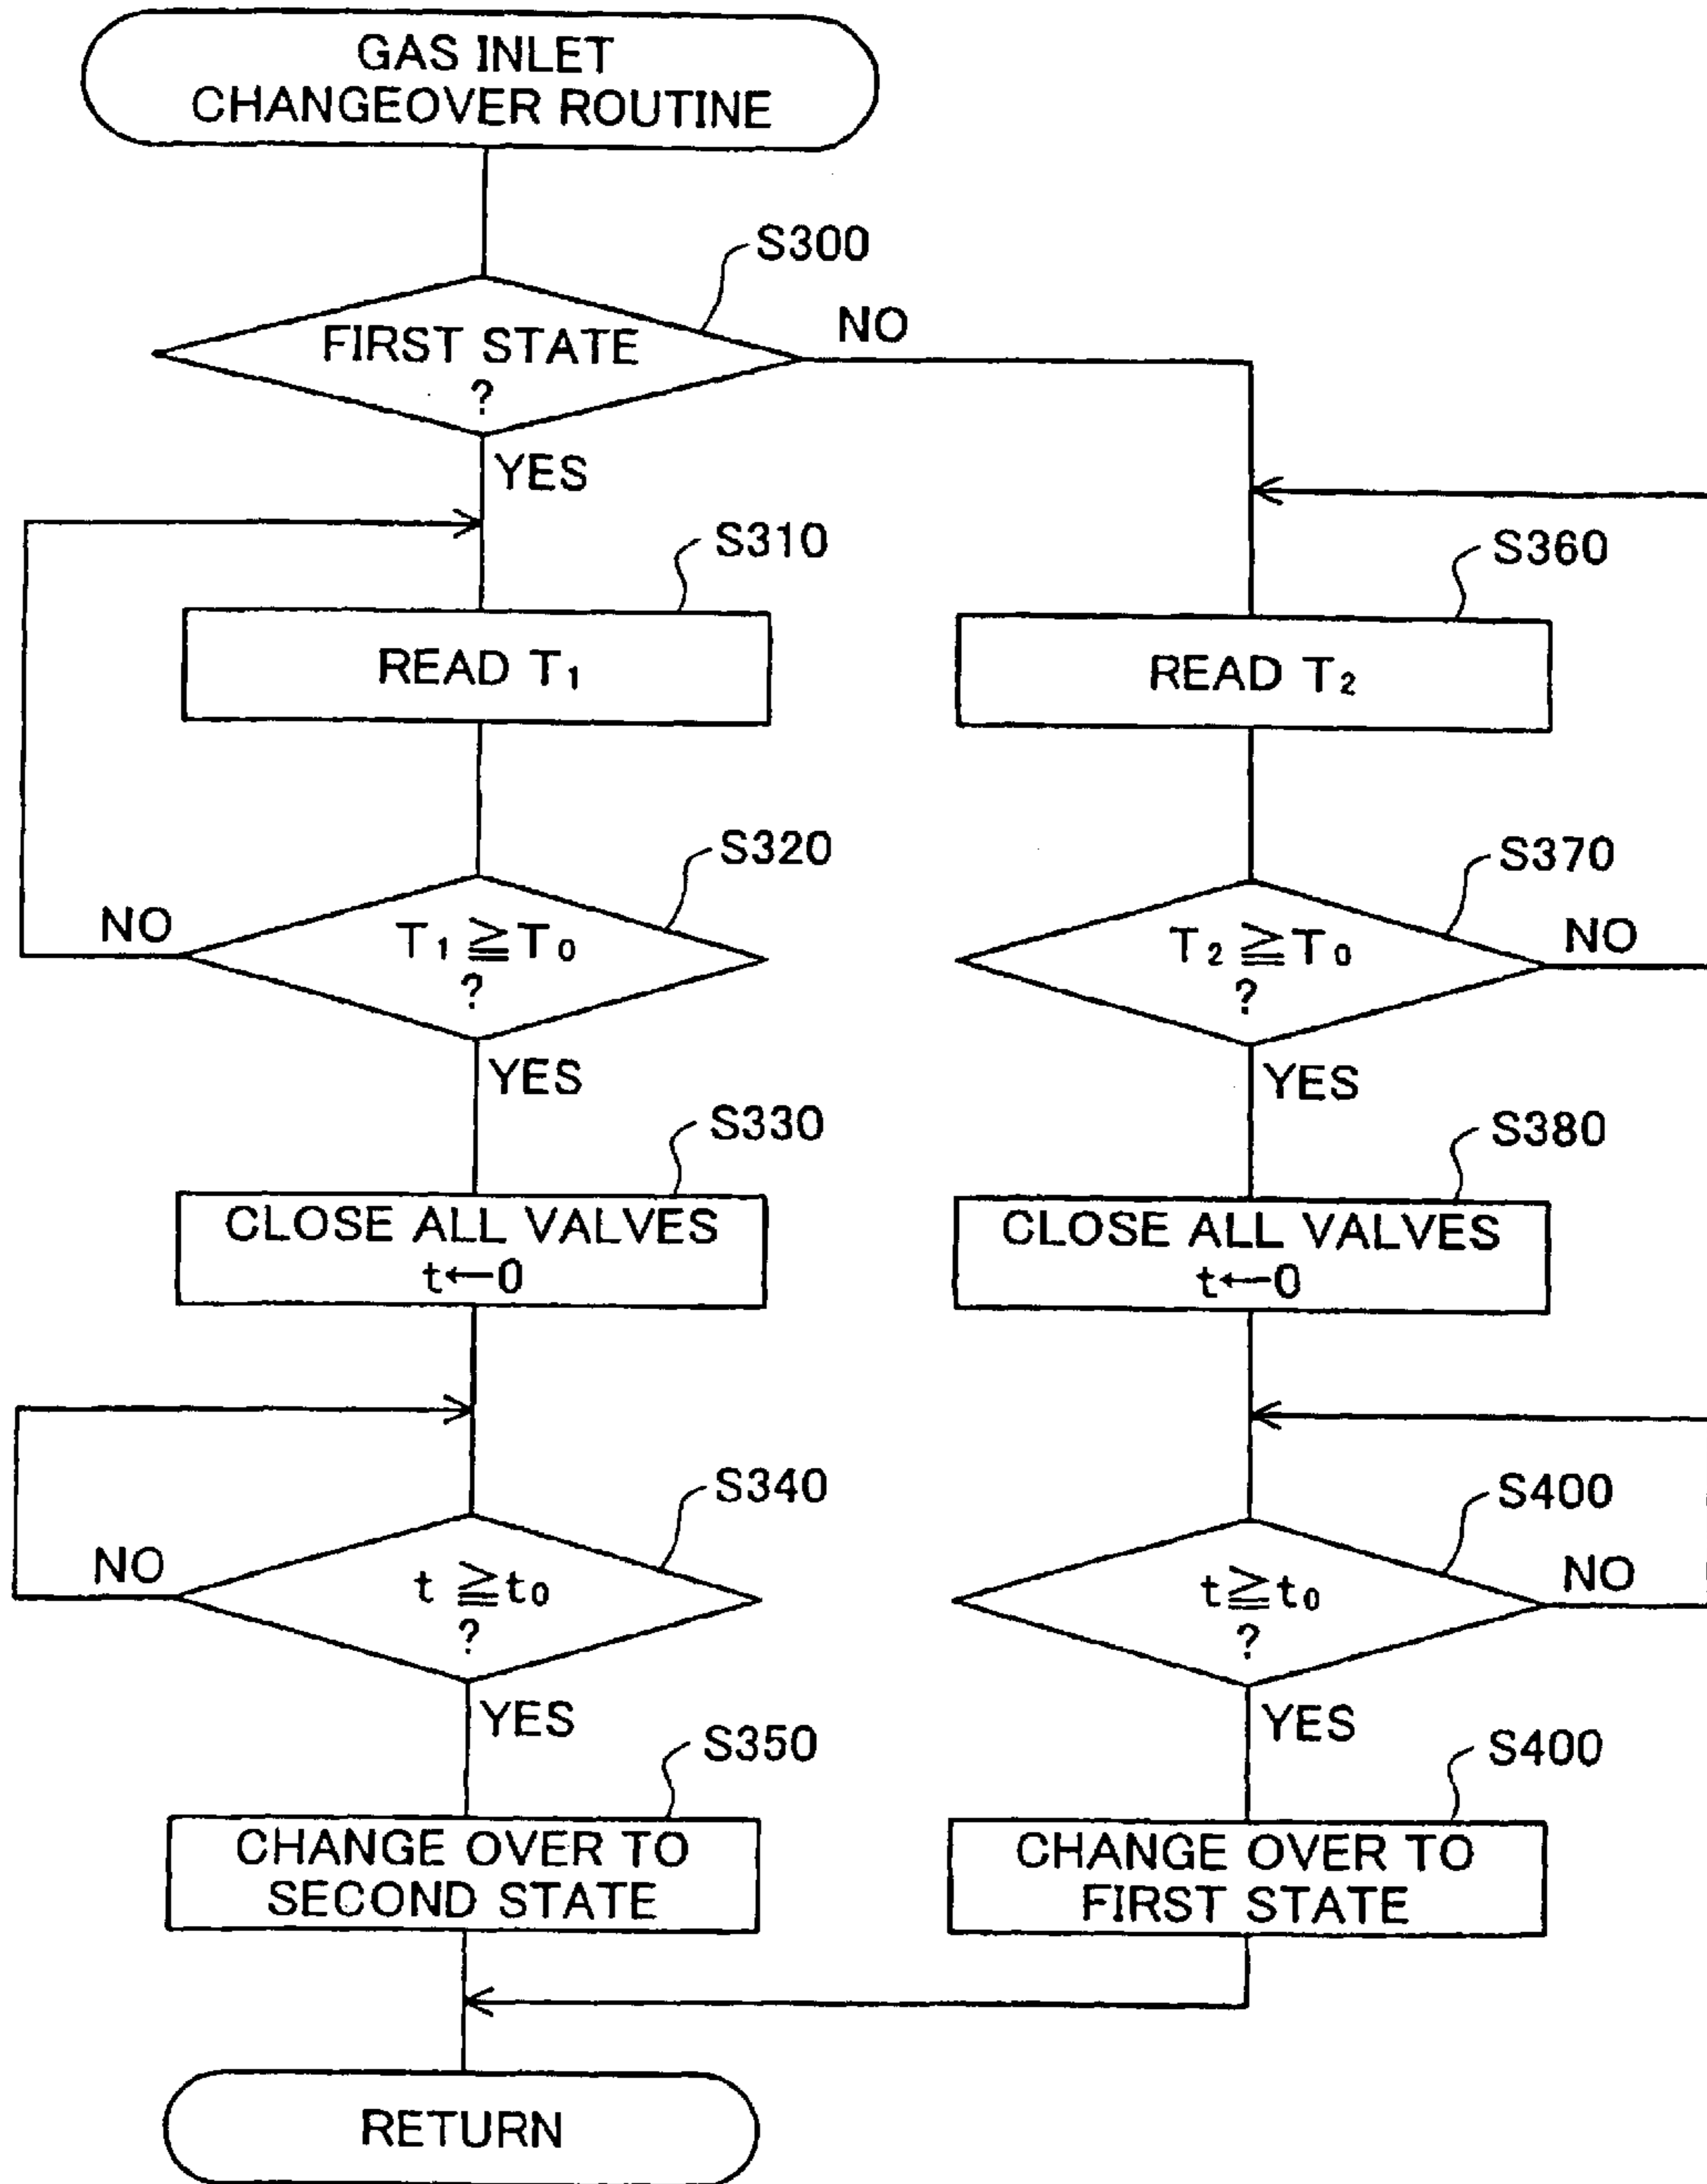 GAS INLET
CHANGEOVER ROUTINE
S300
FIRST STATE
?
NO
YES
S310
READ T₁
S320
T₁ ≧ T₀
?
NO
YES
S330
CLOSE ALL VALVES
t←0
S340
t ≧ t₀
?
NO
YES
S350
CHANGE OVER TO
SECOND STATE
S360
READ T₂
S370
T₂ ≧ T₀
?
NO
YES
S380
CLOSE ALL VALVES
t←0
S400
t ≧ t₀
?
NO
YES
S400
CHANGE OVER TO
FIRST STATE
RETURN